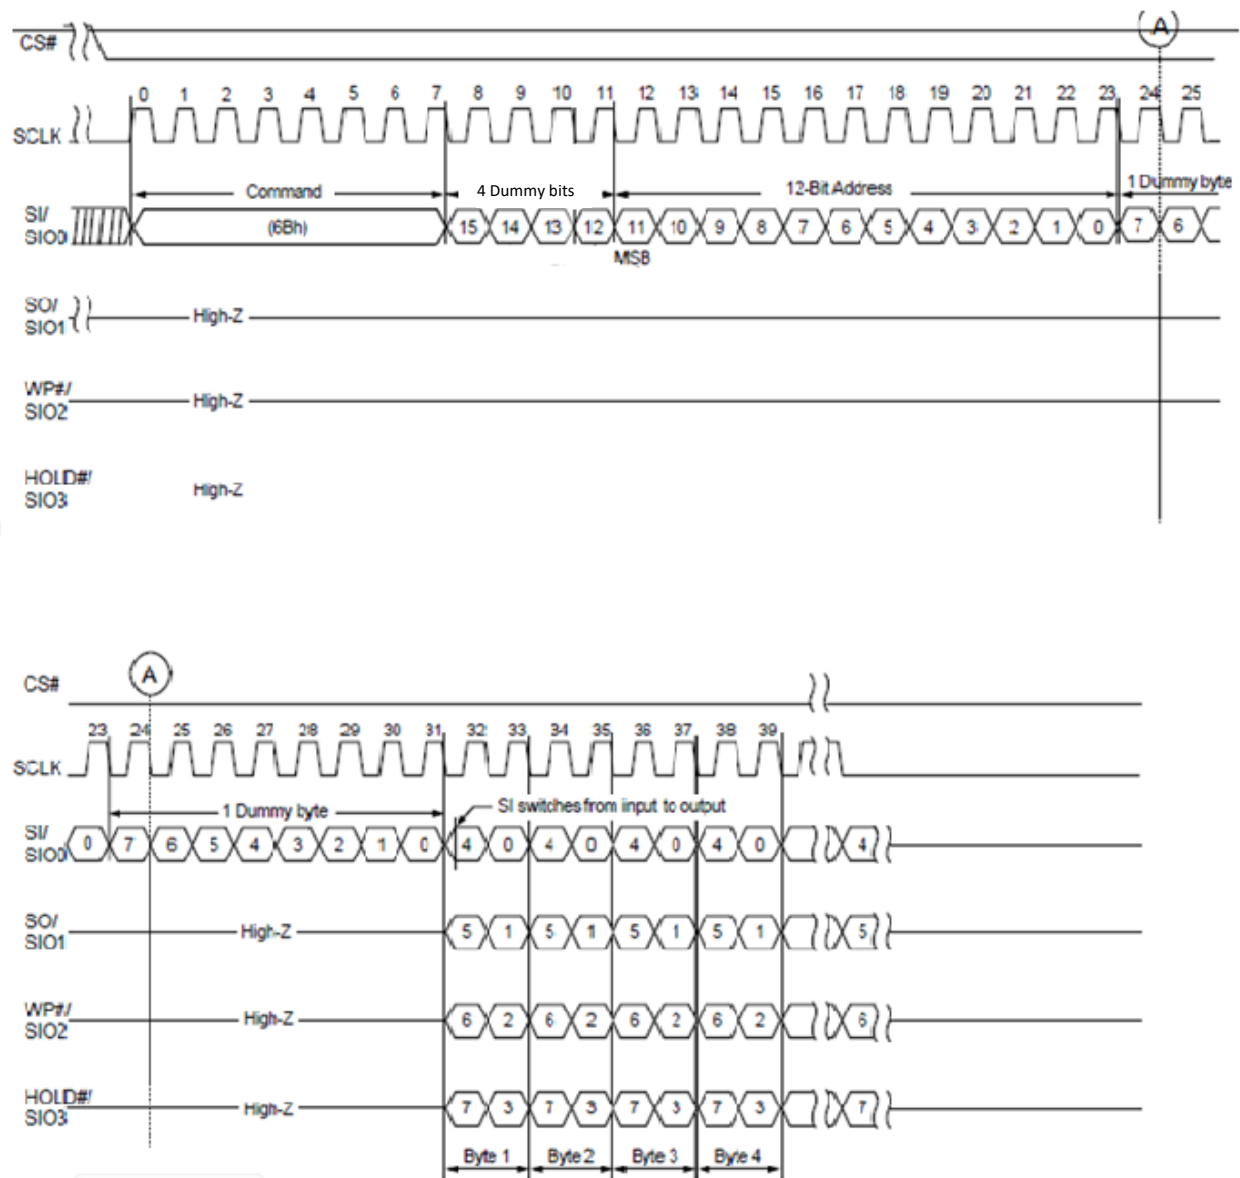 A
CS#
0 1 2 3 4 5 6 7 8 9 10 11 12 13 14 15 16 17 18 19 20 21 22 23 24 25
SCLK
Command 4 Dummy bits 12-Bit Address 1 Dummy byte
SI/
SIO0
(6Bh) 15 14 13 12 11 10 9 8 7 6 5 4 3 2 1 0 7 6
MSB
SO/
SIO1
High-Z
WP#/
SIO2
High-Z
HOLD#/
SIO3
High-Z
A
CS#
23 24 25 26 27 28 29 30 31 32 33 34 35 36 37 38 39
SCLK
1 Dummy byte SI switches from input to output
SI/
SIO0
0 7 6 5 4 3 2 1 0 4 0 4 0 4 0 4 0 4
SO/
SIO1
High-Z 5 1 5 1 5 1 5 1 5
WP#/
SIO2
High-Z 6 2 6 2 6 2 6 2 6
HOLD#/
SIO3
High-Z 7 3 7 3 7 3 7 3 7
Byte 1 Byte 2 Byte 3 Byte 4